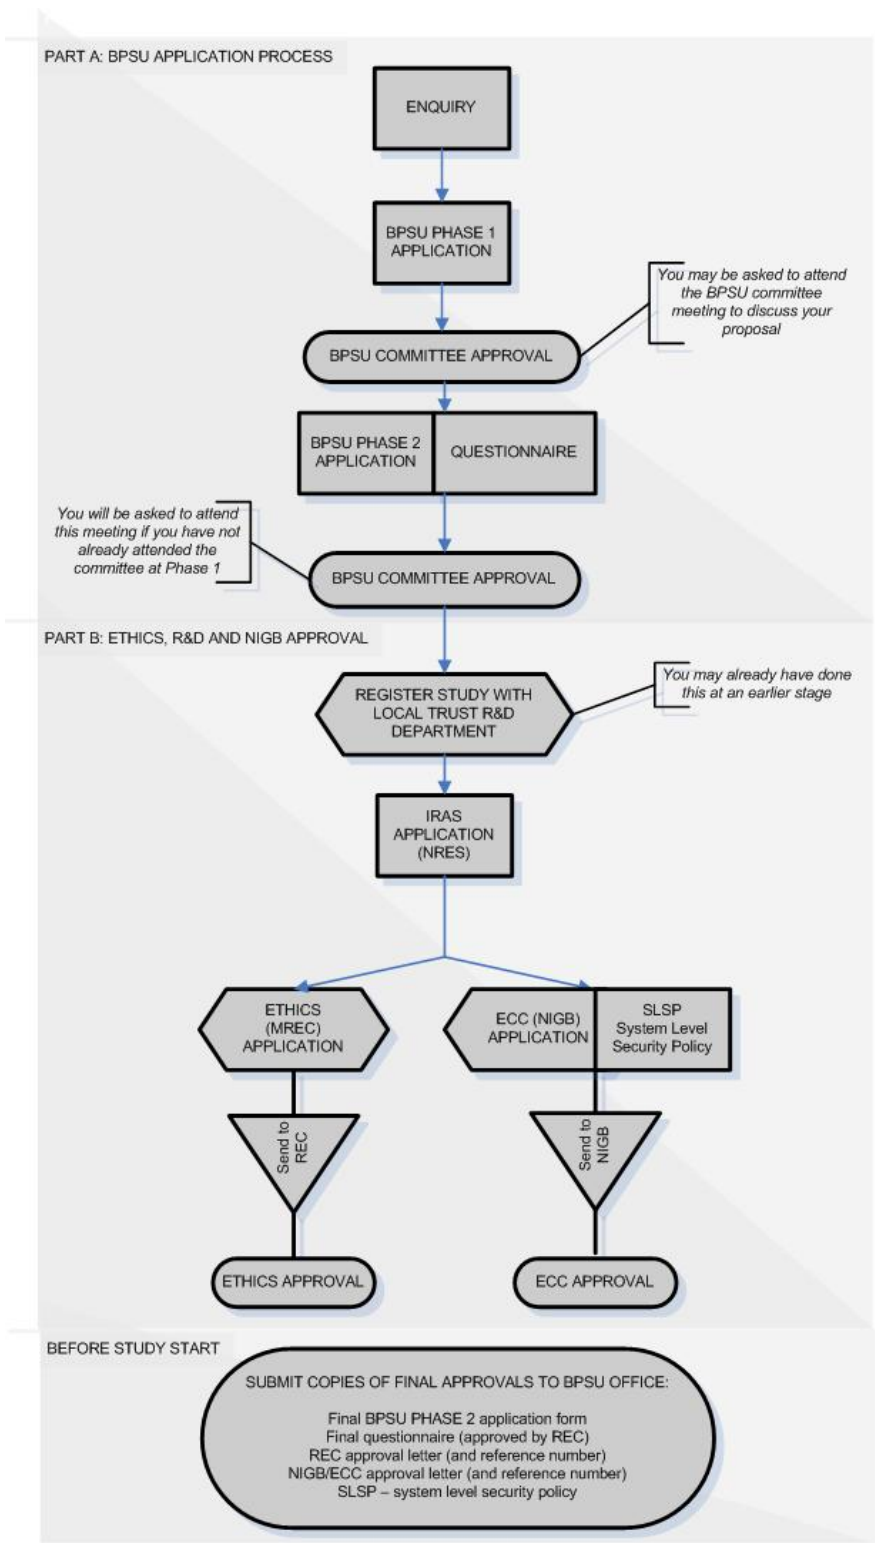 PART A: BPSU APPLICATION PROCESS
ENQUIRY
BPSU PHASE 1
APPLICATION
You may be asked to attend
the BPSU committee
meeting to discuss your
proposal
BPSU COMMITTEE APPROVAL
BPSU PHASE 2
APPLICATION
QUESTIONNAIRE
You will be asked to attend
this meeting if you have not
already attended the
committee at Phase 1
BPSU COMMITTEE APPROVAL
PART B: ETHICS, R&D AND NIGB APPROVAL
REGISTER STUDY WITH
LOCAL TRUST R&D
DEPARTMENT
You may already have done
this at an earlier stage
IRAS
APPLICATION
(NRES)
ETHICS
(MREC)
APPLICATION
ECC (NIGB)
APPLICATION
SLSP
System Level
Security Policy
Send to
REC
Send to
NIGB
ETHICS APPROVAL
ECC APPROVAL
BEFORE STUDY START
SUBMIT COPIES OF FINAL APPROVALS TO BPSU OFFICE:
Final BPSU PHASE 2 application form
Final questionnaire (approved by REC)
REC approval letter (and reference number)
NIGB/ECC approval letter (and reference number)
SLSP – system level security policy